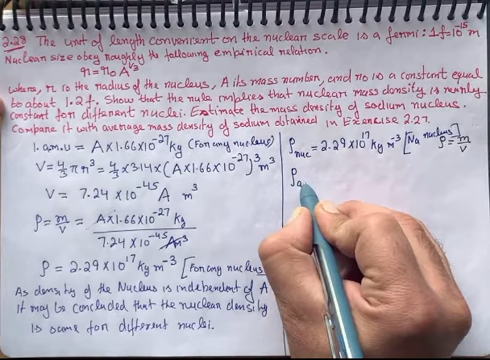 2.28 The unit of length convenient on the nuclear scale is a fermi: 1f=10⁻¹⁵ m
Nuclear size obey roughly the following empirical relation.
r = r₀ A^1/3
where, r is the radius of the nucleus, A its mass number, and r₀ is a constant equal
to about 1.2f. Show that the rule implies that nuclear mass density is nearly
constant for different nuclei. Estimate the mass density of sodium nucleus.
Compare it with average mass density of sodium obtained in Exercise 2.27.
1. am.u = A×1.66×10⁻²⁷ kg (For any nucleus)
V = 4/3 π r³ = 4/3 × 3.14 × (A×1.66×10⁻²⁷)³ m³
V = 7.24 × 10⁻⁴⁵ A m³
ρ = m/v = A×1.66×10⁻²⁷ kg / 7.24×10⁻⁴⁵ A m³
ρ = 2.29×10¹⁷ kg m⁻³ [For any nucleus
As density of the Nucleus is independent of A
It may be concluded that the nuclear density
is same for different nuclei.
ρnuc = 2.29×10¹⁷ kg m⁻³ [Na nucleus]
ρ = m/v
ρa